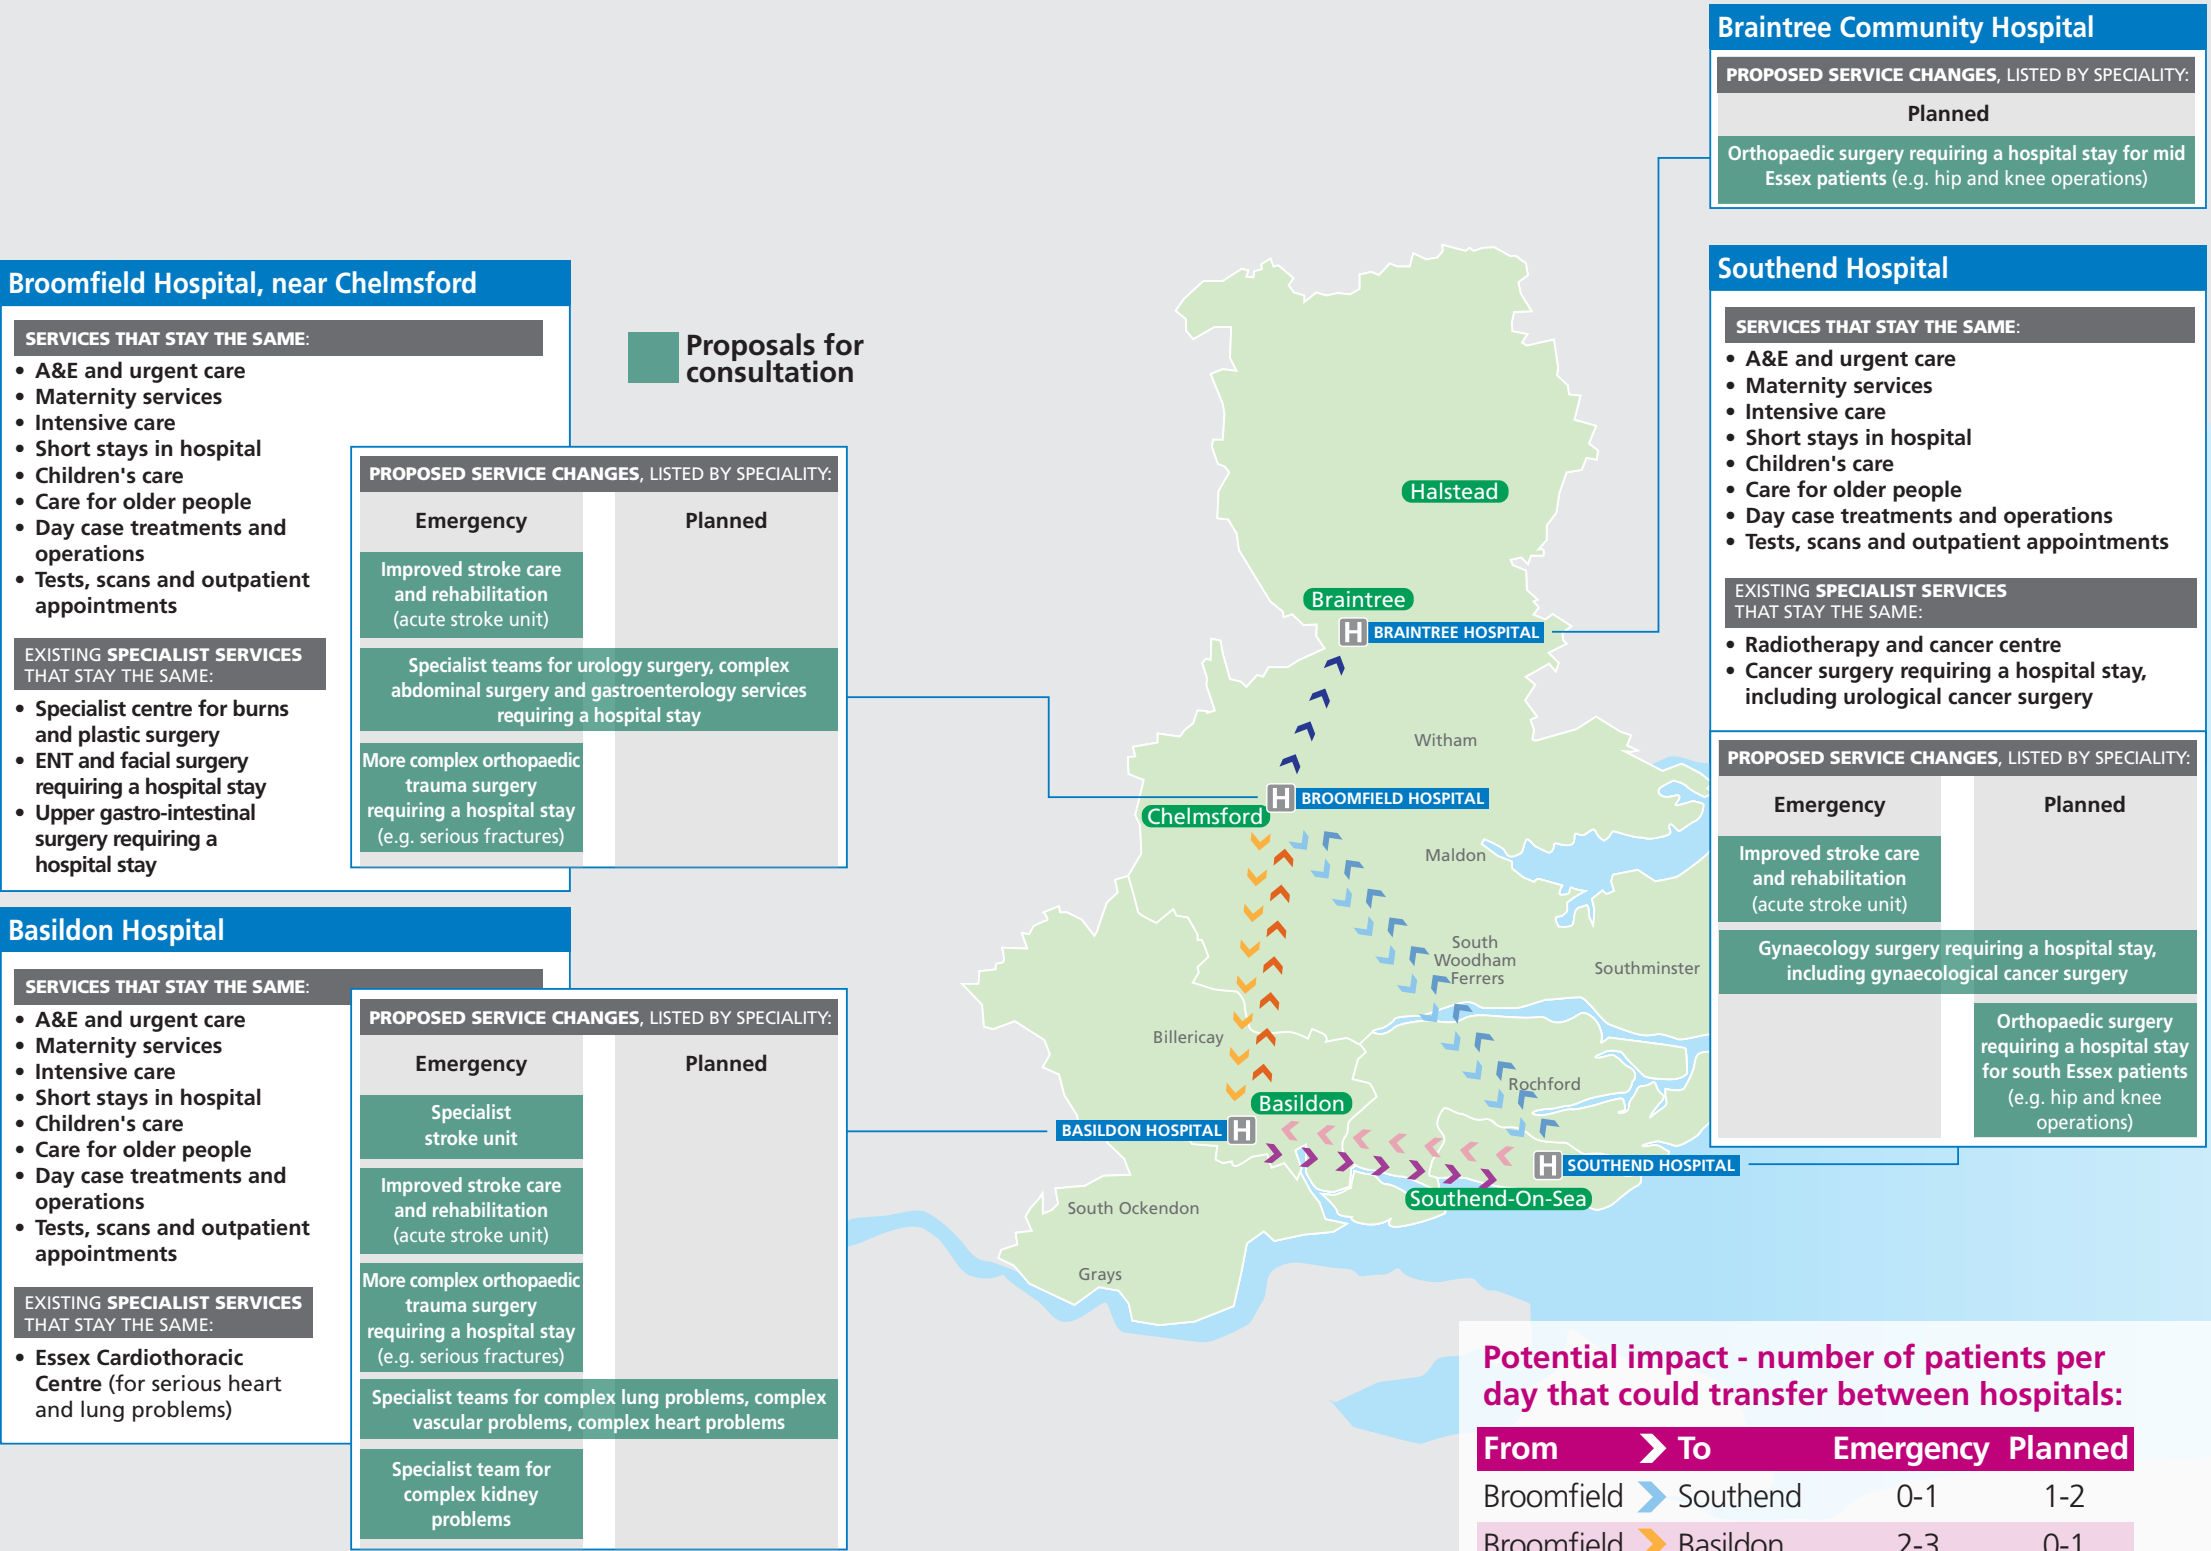 Braintree Community Hospital
PROPOSED SERVICE CHANGES, LISTED BY SPECIALITY:
Planned
Orthopaedic surgery requiring a hospital stay for mid
Essex patients (e.g. hip and knee operations)
Broomfield Hospital, near Chelmsford
SERVICES THAT STAY THE SAME:
• A&E and urgent care
• Maternity services
• Intensive care
• Short stays in hospital
• Children's care
• Care for older people
• Day case treatments and
operations
• Tests, scans and outpatient
appointments
EXISTING SPECIALIST SERVICES
THAT STAY THE SAME:
• Specialist centre for burns
and plastic surgery
• ENT and facial surgery
requiring a hospital stay
• Upper gastro-intestinal
surgery requiring a
hospital stay
PROPOSED SERVICE CHANGES, LISTED BY SPECIALITY:
Emergency
Planned
Improved stroke care
and rehabilitation
(acute stroke unit)
Specialist teams for urology surgery, complex
abdominal surgery and gastroenterology services
requiring a hospital stay
More complex orthopaedic
trauma surgery
requiring a hospital stay
(e.g. serious fractures)
Proposals for
consultation
Basildon Hospital
SERVICES THAT STAY THE SAME:
• A&E and urgent care
• Maternity services
• Intensive care
• Short stays in hospital
• Children's care
• Care for older people
• Day case treatments and
operations
• Tests, scans and outpatient
appointments
EXISTING SPECIALIST SERVICES
THAT STAY THE SAME:
• Essex Cardiothoracic
Centre (for serious heart
and lung problems)
PROPOSED SERVICE CHANGES, LISTED BY SPECIALITY:
Emergency
Planned
Specialist
stroke unit
Improved stroke care
and rehabilitation
(acute stroke unit)
More complex orthopaedic
trauma surgery
requiring a hospital stay
(e.g. serious fractures)
Specialist teams for complex lung problems, complex
vascular problems, complex heart problems
Specialist team for
complex kidney
problems
Halstead
Braintree
H BRAINTREE HOSPITAL
Witham
H BROOMFIELD HOSPITAL
Chelmsford
Maldon
South
Woodham
Ferrers
Southminster
Billericay
Rochford
Basildon
BASILDON HOSPITAL H
H SOUTHEND HOSPITAL
Southend-On-Sea
South Ockendon
Grays
Southend Hospital
SERVICES THAT STAY THE SAME:
• A&E and urgent care
• Maternity services
• Intensive care
• Short stays in hospital
• Children's care
• Care for older people
• Day case treatments and operations
• Tests, scans and outpatient appointments
EXISTING SPECIALIST SERVICES
THAT STAY THE SAME:
• Radiotherapy and cancer centre
• Cancer surgery requiring a hospital stay,
including urological cancer surgery
PROPOSED SERVICE CHANGES, LISTED BY SPECIALITY:
Emergency
Planned
Improved stroke care
and rehabilitation
(acute stroke unit)
Gynaecology surgery requiring a hospital stay,
including gynaecological cancer surgery
Orthopaedic surgery
requiring a hospital stay
for south Essex patients
(e.g. hip and knee
operations)
Potential impact - number of patients per
day that could transfer between hospitals:
From To Emergency Planned
Broomfield Southend 0-1 1-2
Broomfield Basildon 2-3 0-1